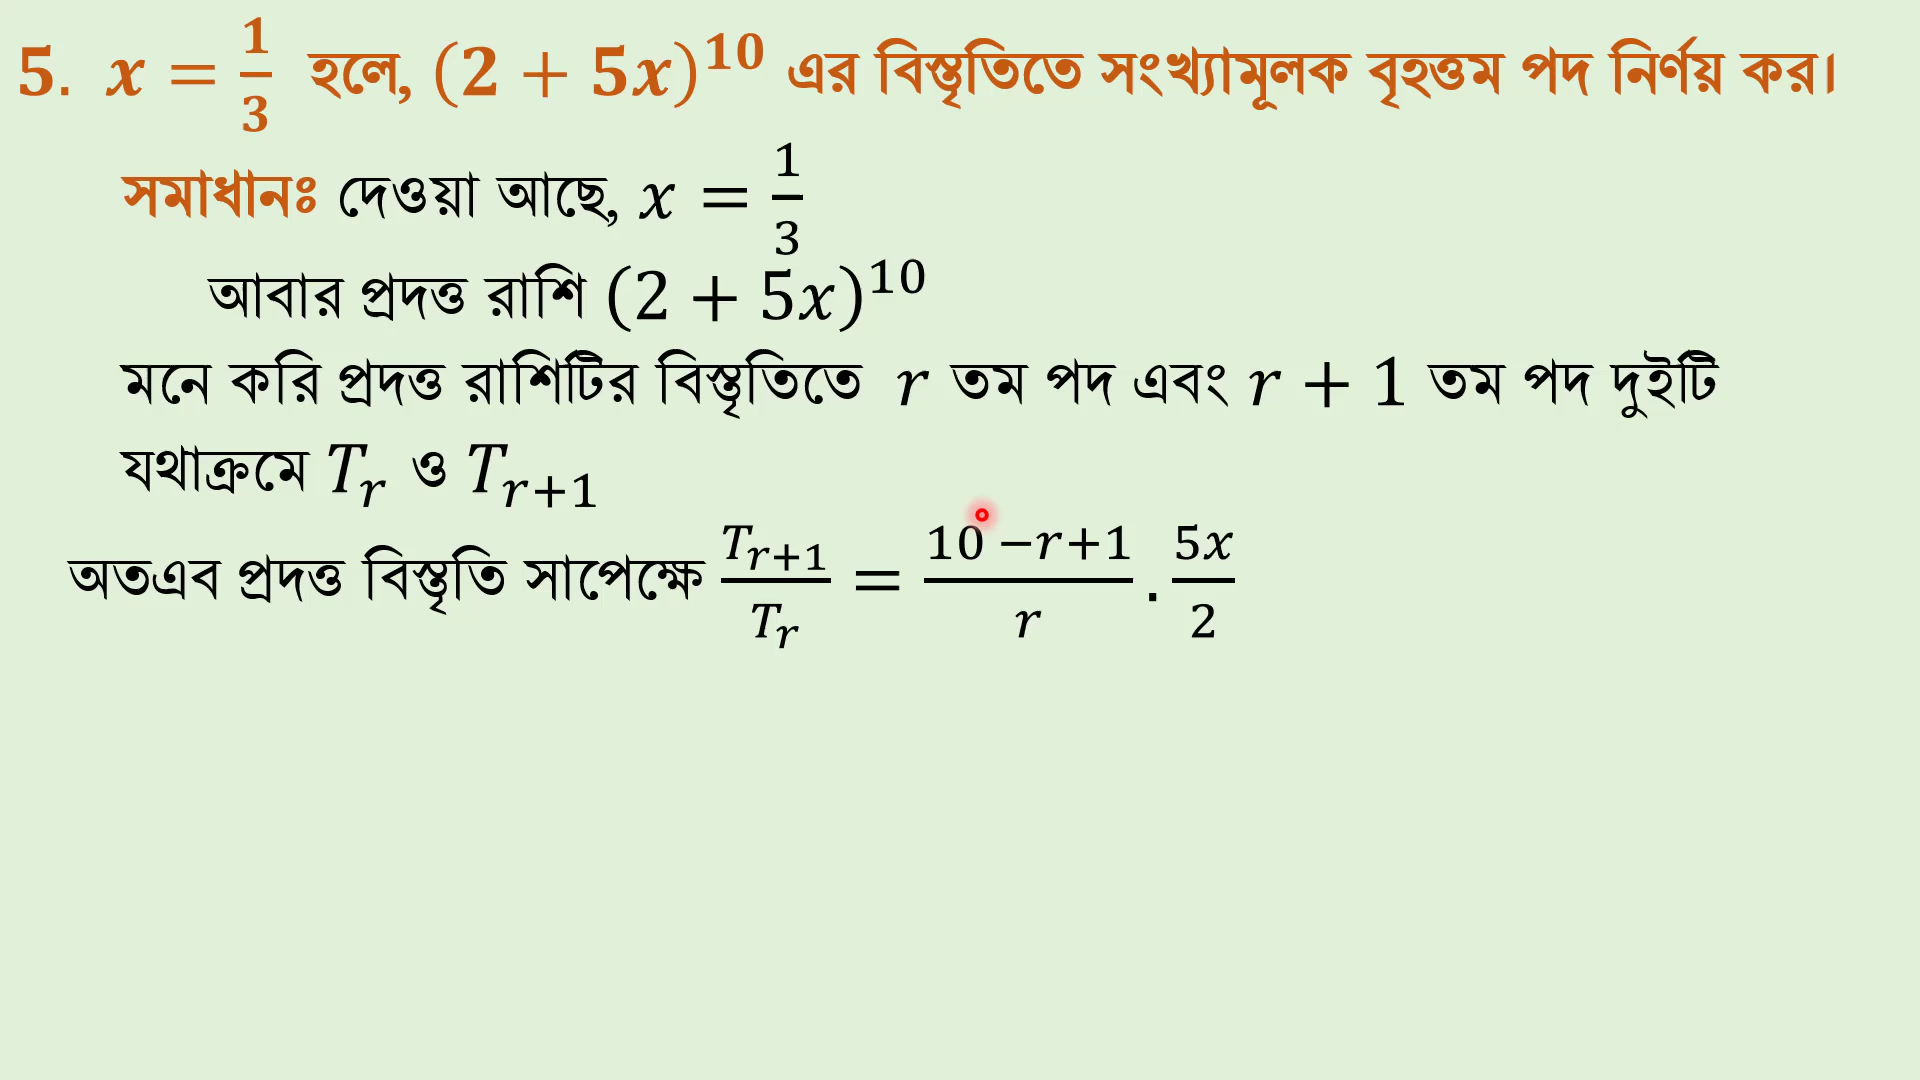 5. x = 1/3 হলে, (2 + 5x)^10 এর বিস্তৃতিতে সংখ্যামূলক বৃহত্তম পদ নির্ণয় কর।
সমাধানঃ দেওয়া আছে, x = 1/3
আবার প্রদত্ত রাশি (2 + 5x)^10
মনে করি প্রদত্ত রাশিটির বিস্তৃতিতে r তম পদ এবং r + 1 তম পদ দুইটি
যথাক্রমে T_r ও T_{r+1}
অতএব প্রদত্ত বিস্তৃতি সাপেক্ষে T_{r+1}/T_r = (10 −r+1)/r . 5x/2